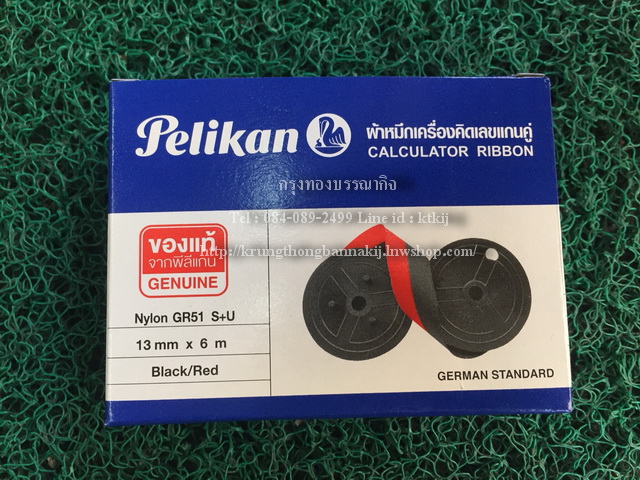 Pelikan
ผ้าหมึกเครื่องคิดเลขแกนคู่
CALCULATOR RIBBON
กรุงทองบรรณากิจ
Tel : 084-089-2499 Line id : ktkij
http://krungthongbannakij.lnwshop.com/
ของแท้
จากพีลีแกน
GENUINE
Nylon GR51 S+U
13 mm x 6 m
Black/Red
GERMAN STANDARD